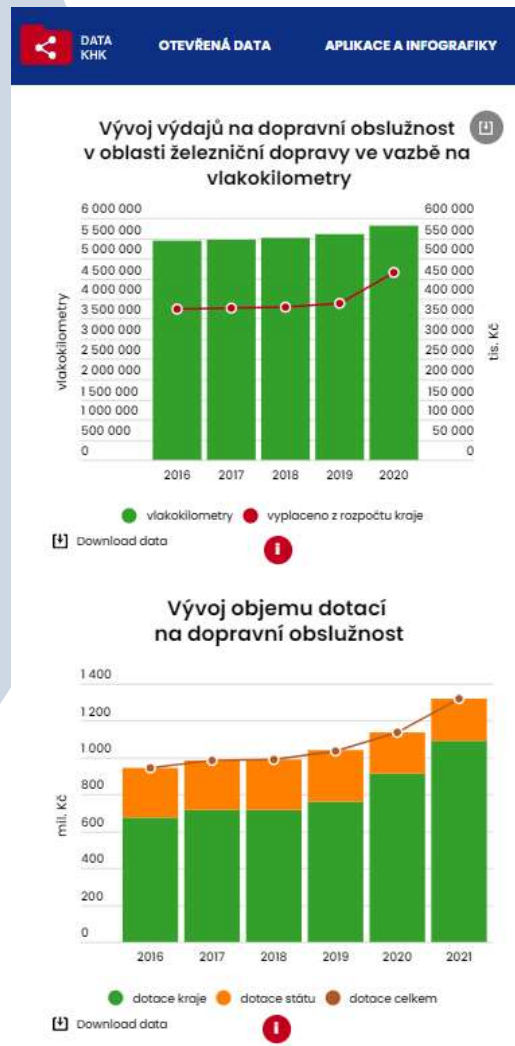 DATA
KHK
OTEVŘENÁ DATA
APLIKACE A INFOGRAFIKY
Vývoj výdajů na dopravní obslužnost
v oblasti železniční dopravy ve vazbě na
vlakokilometry
6 000 000
5 500 000
5 000 000
4 500 000
4 000 000
3 500 000
3 000 000
2 500 000
2 000 000
1 500 000
1 000 000
500 000
0
vlakokilometry
600 000
550 000
500 000
450 000
400 000
350 000
300 000
250 000
200 000
150 000
100 000
50 000
0
tis. Kč
2016 2017 2018 2019 2020
vlakokilometry vyplaceno z rozpočtu kraje
Download data
i
Vývoj objemu dotací
na dopravní obslužnost
1 400
1 200
1 000
800
600
400
200
0
mil. Kč
2016 2017 2018 2019 2020 2021
dotace kraje dotace státu dotace celkem
Download data
i